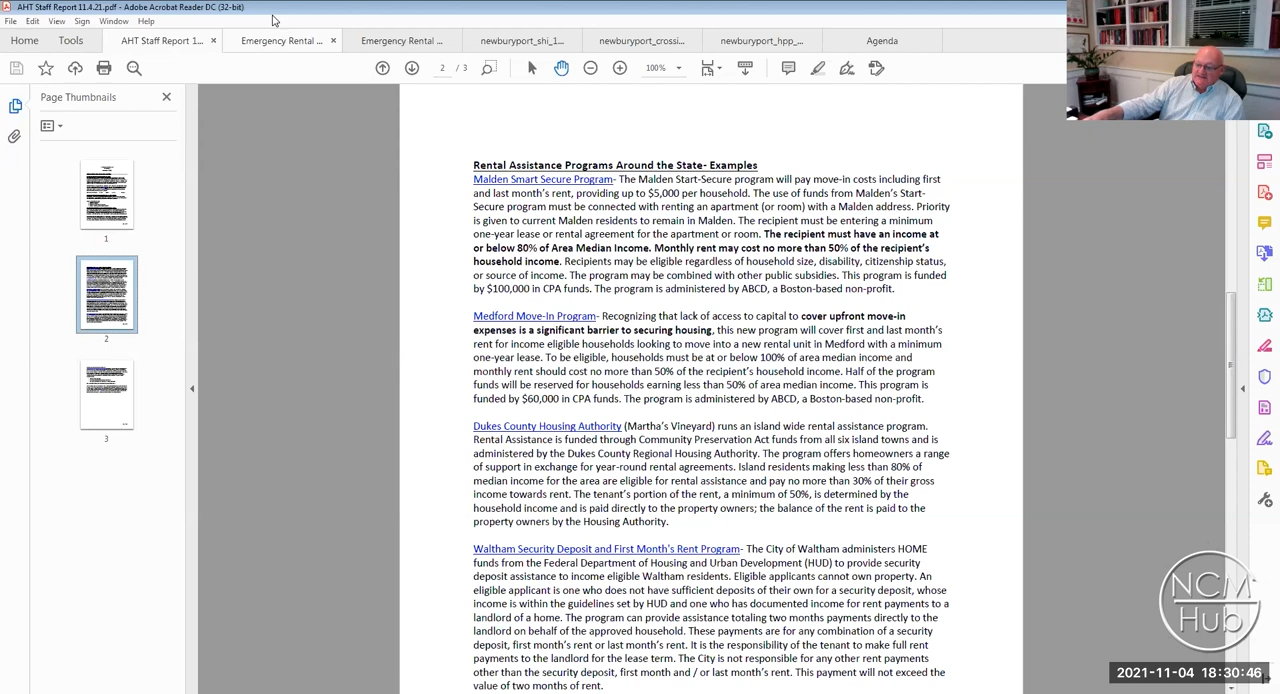 AHT Staff Report 11.4.21.pdf - Adobe Acrobat Reader DC (32-bit)
File Edit View Sign Window Help
Home Tools AHT Staff Report 1... × Emergency Rental ... × Emergency Rental ... newburyport_shi_1... newburyport_crossi... newburyport_hpp_... Agenda
2 / 3 100%
Page Thumbnails ×
1
2
3
Rental Assistance Programs Around the State- Examples
Malden Smart Secure Program- The Malden Start-Secure program will pay move-in costs including first
and last month's rent, providing up to $5,000 per household. The use of funds from Malden's Start-
Secure program must be connected with renting an apartment (or room) with a Malden address. Priority
is given to current Malden residents to remain in Malden. The recipient must be entering a minimum
one-year lease or rental agreement for the apartment or room. The recipient must have an income at
or below 80% of Area Median Income. Monthly rent may cost no more than 50% of the recipient's
household income. Recipients may be eligible regardless of household size, disability, citizenship status,
or source of income. The program may be combined with other public subsidies. This program is funded
by $100,000 in CPA funds. The program is administered by ABCD, a Boston-based non-profit.
Medford Move-In Program- Recognizing that lack of access to capital to cover upfront move-in
expenses is a significant barrier to securing housing, this new program will cover first and last month's
rent for income eligible households looking to move into a new rental unit in Medford with a minimum
one-year lease. To be eligible, households must be at or below 100% of area median income and
monthly rent should cost no more than 50% of the recipient's household income. Half of the program
funds will be reserved for households earning less than 50% of area median income. This program is
funded by $60,000 in CPA funds. The program is administered by ABCD, a Boston-based non-profit.
Dukes County Housing Authority (Martha's Vineyard) runs an island wide rental assistance program.
Rental Assistance is funded through Community Preservation Act funds from all six island towns and is
administered by the Dukes County Regional Housing Authority. The program offers homeowners a range
of support in exchange for year-round rental agreements. Island residents making less than 80% of
median income for the area are eligible for rental assistance and pay no more than 30% of their gross
income towards rent. The tenant's portion of the rent, a minimum of 50%, is determined by the
household income and is paid directly to the property owners; the balance of the rent is paid to the
property owners by the Housing Authority.
Waltham Security Deposit and First Month's Rent Program- The City of Waltham administers HOME
funds from the Federal Department of Housing and Urban Development (HUD) to provide security
deposit assistance to income eligible Waltham residents. Eligible applicants cannot own property. An
eligible applicant is one who does not have sufficient deposits of their own for a security deposit, whose
income is within the guidelines set by HUD and one who has documented income for rent payments to a
landlord of a home. The program can provide assistance totaling two months payments directly to the
landlord on behalf of the approved household. These payments are for any combination of a security
deposit, first month's rent or last month's rent. It is the responsibility of the tenant to make full rent
payments to the landlord for the lease term. The City is not responsible for any other rent payments
other than the security deposit, first month and / or last month's rent. This payment will not exceed the
value of two months of rent.
NCM
Hub
2021-11-04 18:30:46